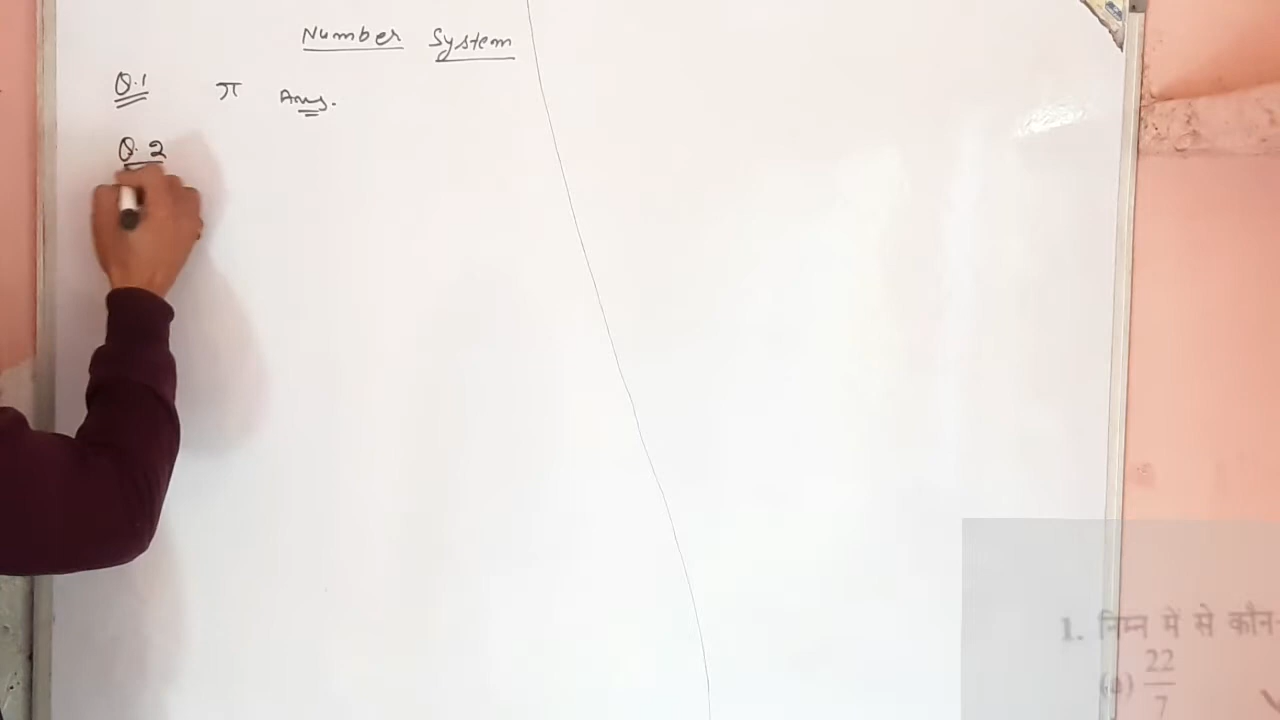 Number System
Q.1 π Ans.
Q. 2
1. निम्न में से कौन
(a) 22
7